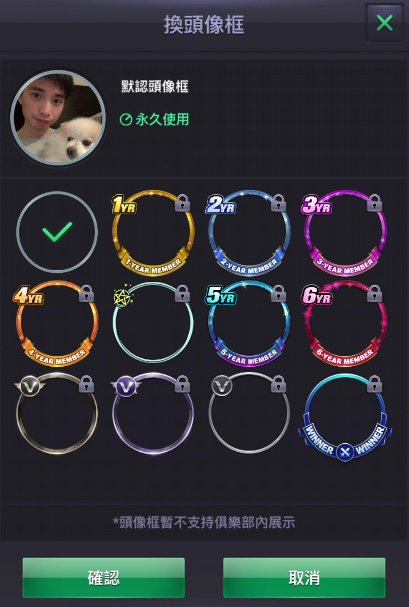 換頭像框
默認頭像框
永久使用
1YR
1-YEAR MEMBER
2YR
2-YEAR MEMBER
3YR
3-YEAR MEMBER
4YR
4-YEAR MEMBER
5YR
5-YEAR MEMBER
6YR
6-YEAR MEMBER
V
V
V
WINNER WINNER
*頭像框暫不支持俱樂部內展示
確認
取消